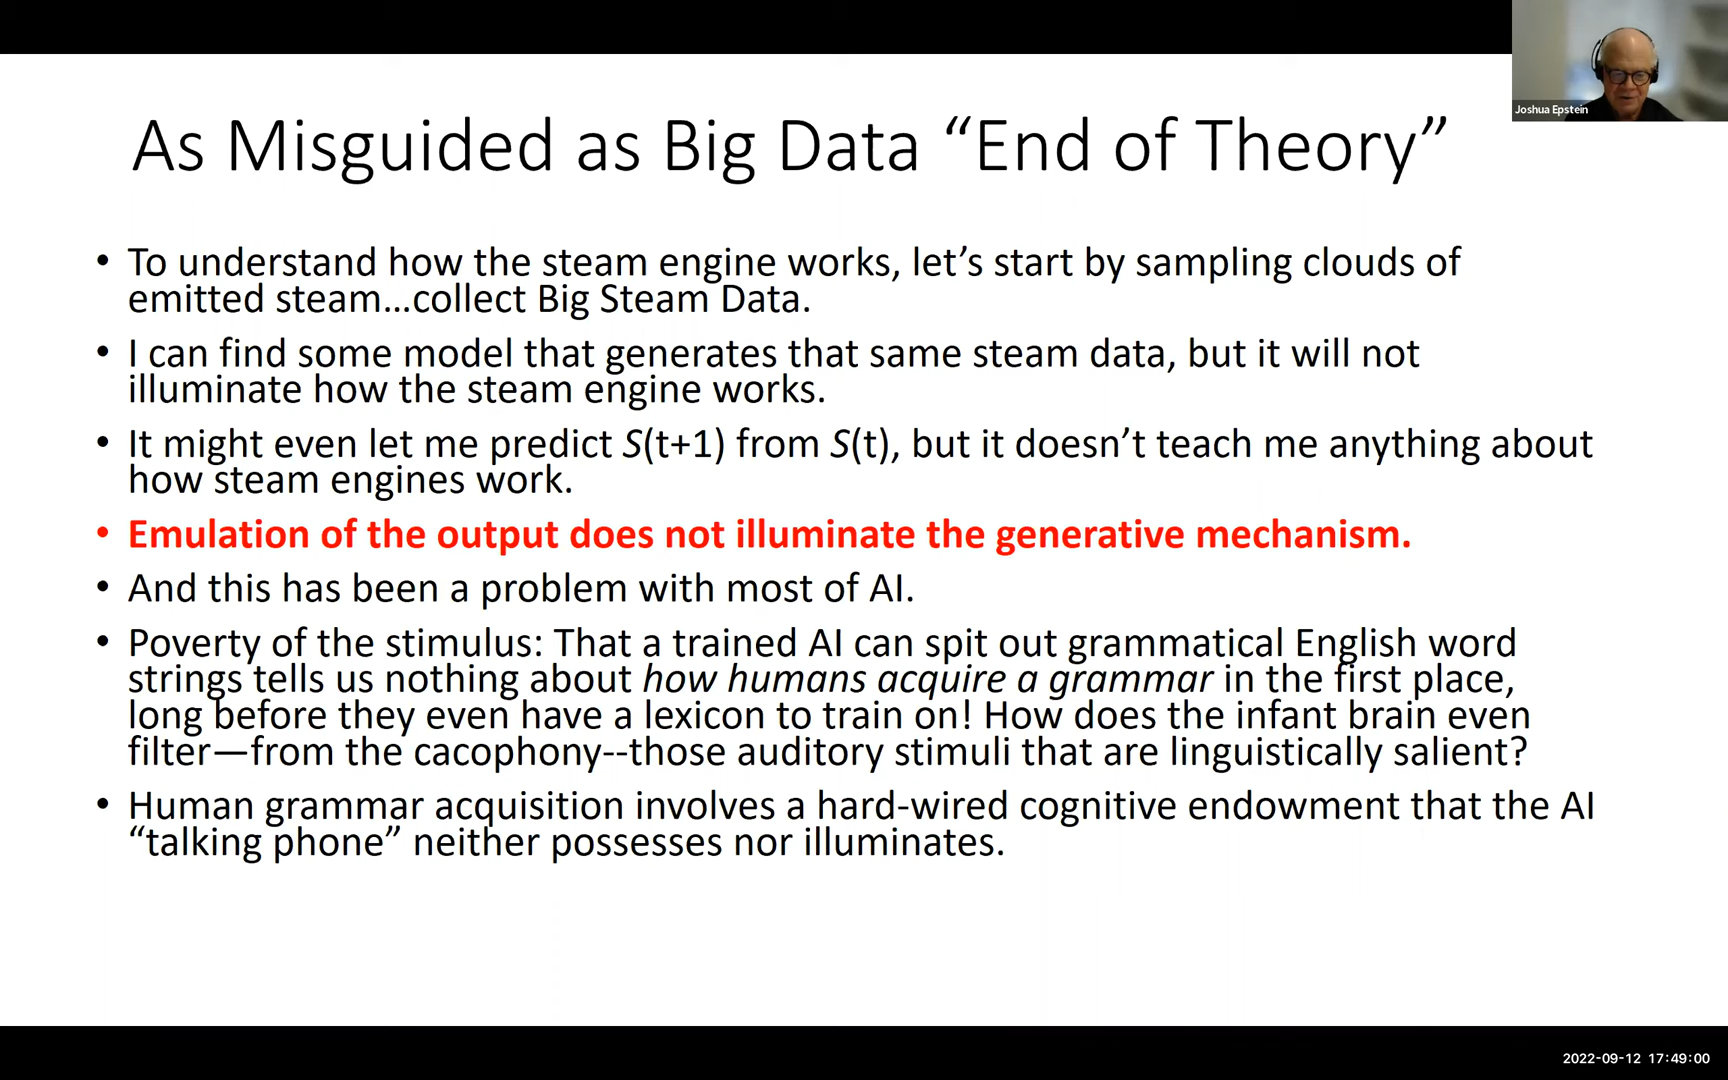 Joshua Epstein
As Misguided as Big Data “End of Theory”
• To understand how the steam engine works, let’s start by sampling clouds of
emitted steam...collect Big Steam Data.
• I can find some model that generates that same steam data, but it will not
illuminate how the steam engine works.
• It might even let me predict S(t+1) from S(t), but it doesn’t teach me anything about
how steam engines work.
• Emulation of the output does not illuminate the generative mechanism.
• And this has been a problem with most of AI.
• Poverty of the stimulus: That a trained AI can spit out grammatical English word
strings tells us nothing about how humans acquire a grammar in the first place,
long before they even have a lexicon to train on! How does the infant brain even
filter—from the cacophony--those auditory stimuli that are linguistically salient?
• Human grammar acquisition involves a hard-wired cognitive endowment that the AI
“talking phone” neither possesses nor illuminates.
2022-09-12 17:49:00